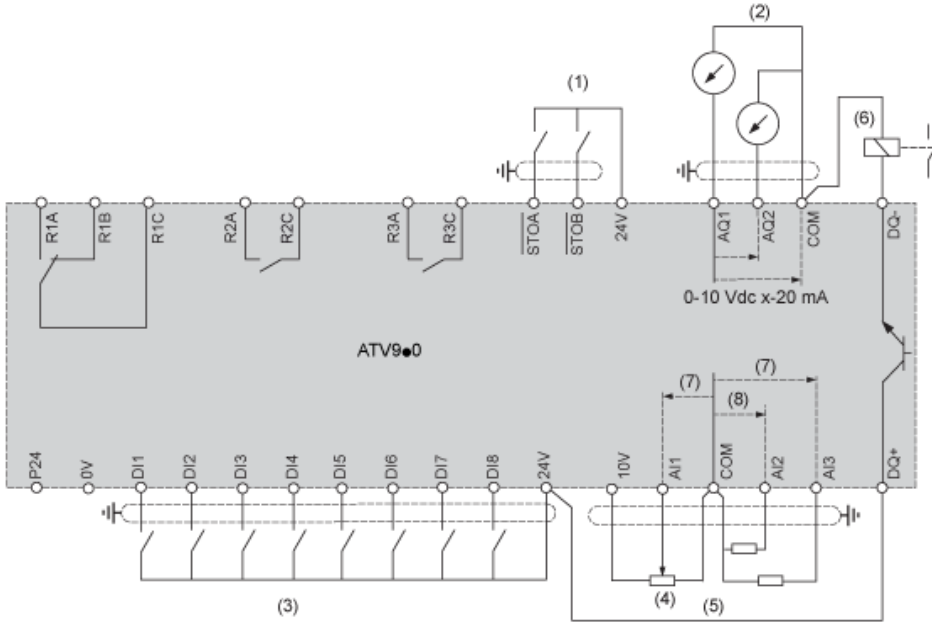 (2)
(1)
(6)
R1A
R1B
R1C
R2A
R2C
R3A
R3C
STOA
STOB
24V
AQ1
AQ2
COM
DQ-
0-10 Vdc x-20 mA
ATV9●0
(7)
(7)
(8)
P24
0V
DI1
DI2
DI3
DI4
DI5
DI6
DI7
DI8
24V
10V
AI1
COM
AI2
AI3
DQ+
(3)
(4)
(5)